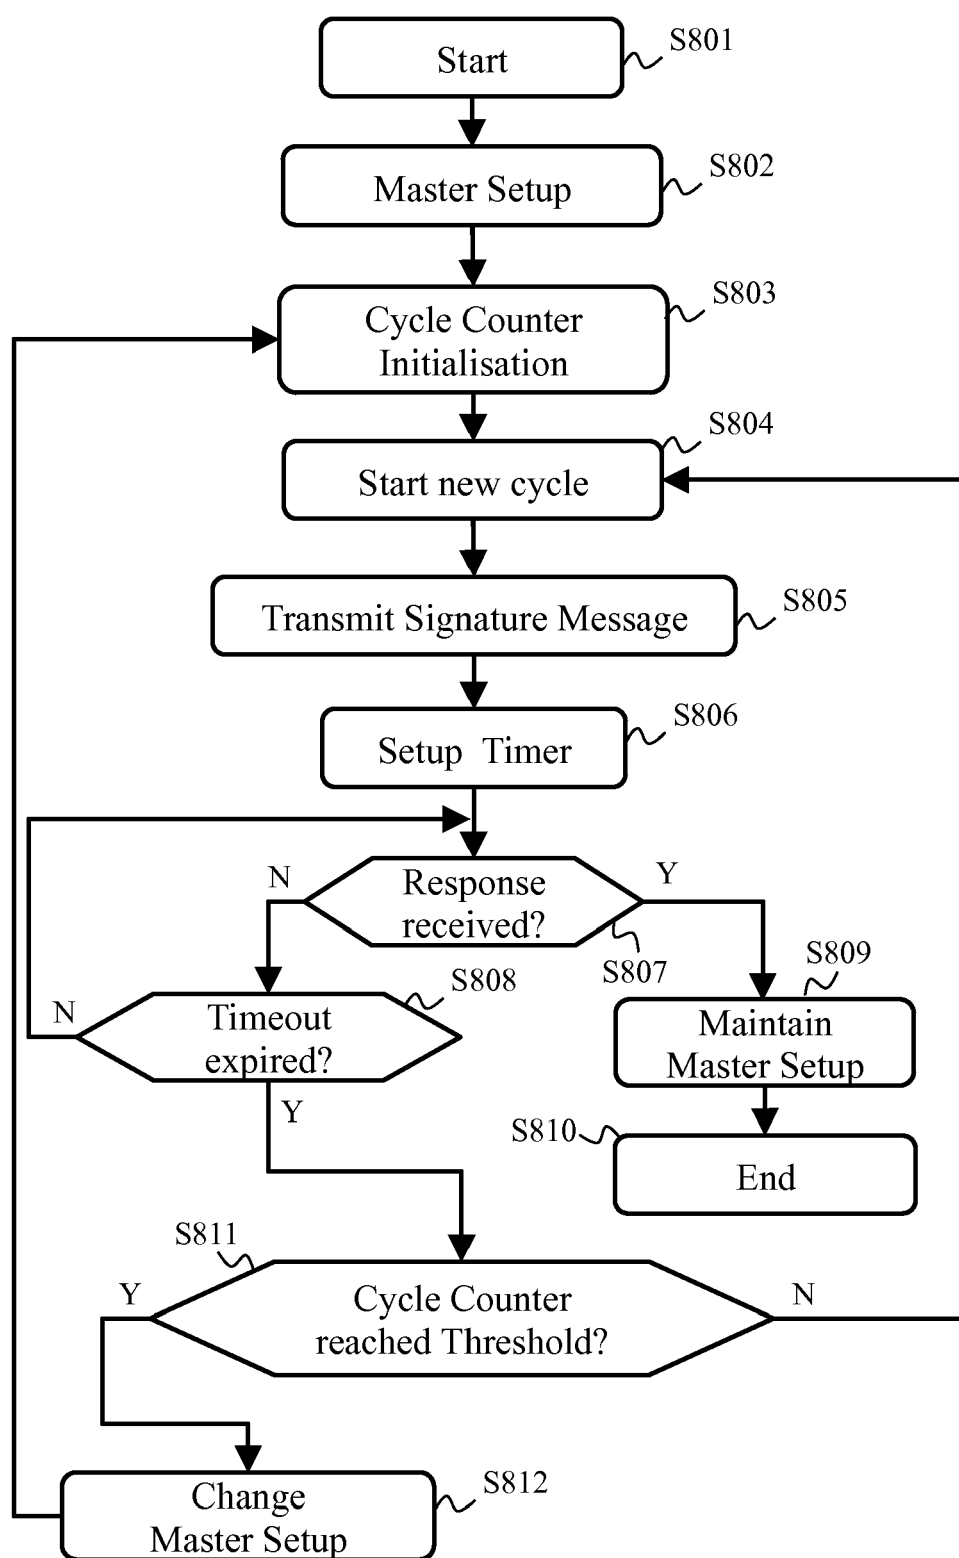 S801
Start
S802
Master Setup
S803
Cycle Counter
Initialisation
S804
Start new cycle
S805
Transmit Signature Message
S806
Setup Timer
N
Response
received?
Y
S807
S808
N
Timeout
expired?
Y
S809
Maintain
Master Setup
S810
End
S811
Y
Cycle Counter
reached Threshold?
N
S812
Change
Master Setup